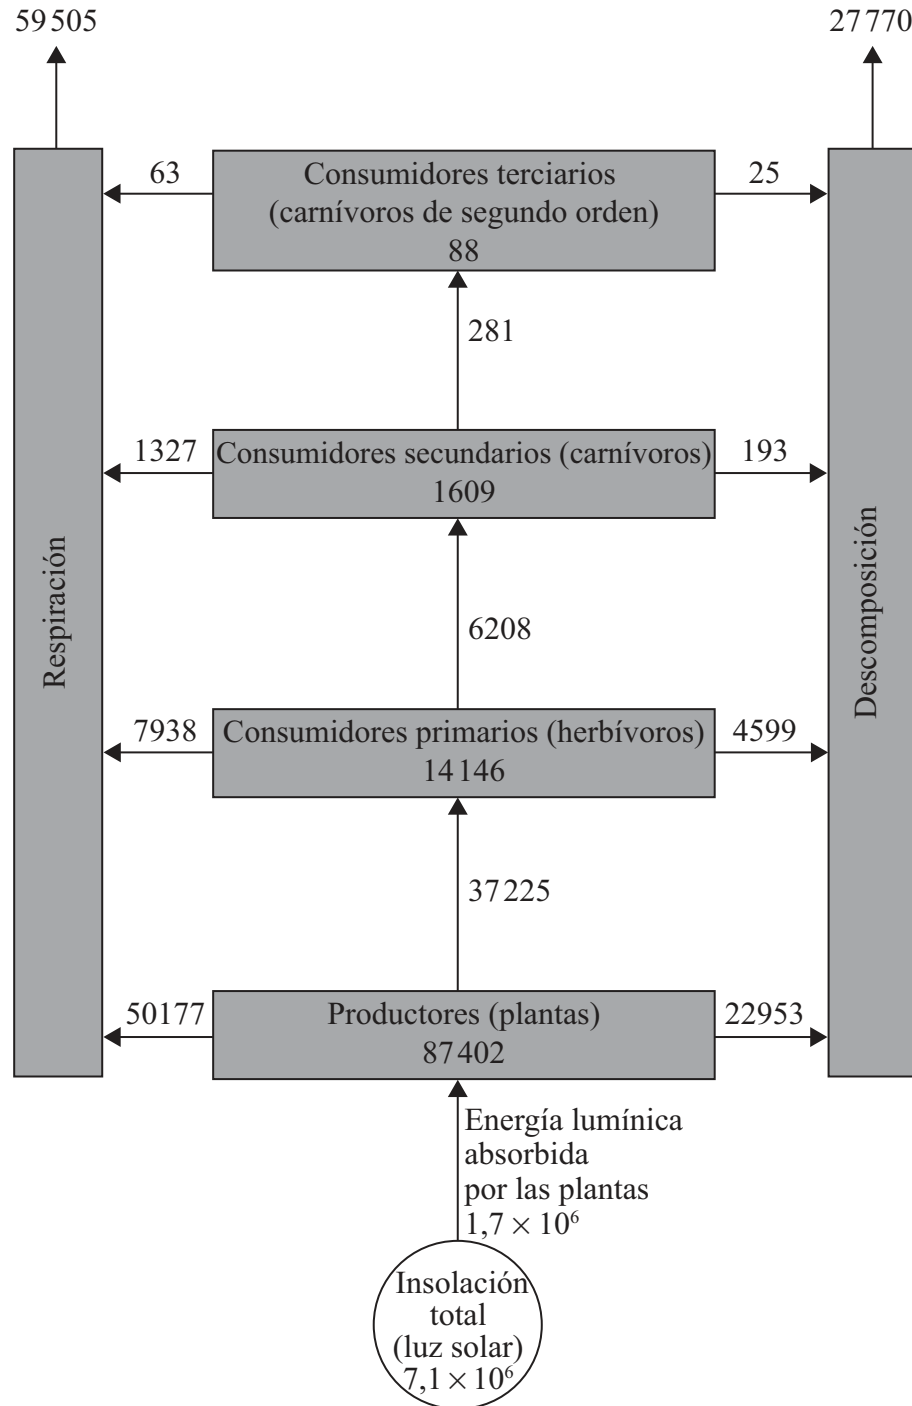 59 505
27 770
63
Consumidores terciarios
(carnívoros de segundo orden)
88
25
281
1327
Consumidores secundarios (carnívoros)
1609
193
Respiración
Descomposición
6208
7938
Consumidores primarios (herbívoros)
14 146
4599
37 225
50177
Productores (plantas)
87 402
22953
Energía lumínica
absorbida
por las plantas
1,7 × 10⁶
Insolación
total
(luz solar)
7,1 × 10⁶